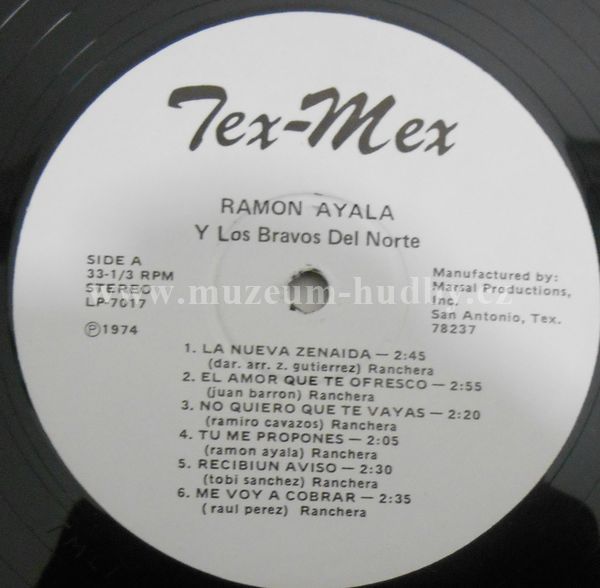 Tex-Mex
RAMON AYALA
Y Los Bravos Del Norte
SIDE A
33-1/3 RPM
STEREO
LP-7017
Ⓟ1974
Manufactured by:
Marsal Productions,
Inc.
San Antonio, Tex.
78237
www.muzeum-hudby.cz
1. LA NUEVA ZENAIDA — 2:45
(dar. arr. z. gutierrez) Ranchera
2. EL AMOR QUE TE OFRESCO — 2:55
(juan barron) Ranchera
3. NO QUIERO QUE TE VAYAS — 2:20
(ramiro cavazos) Ranchera
4. TU ME PROPONES — 2:05
(ramon ayala) Ranchera
5. RECIBIUN AVISO — 2:30
(tobi sanchez) Ranchera
6. ME VOY A COBRAR — 2:35
( raul perez) Ranchera